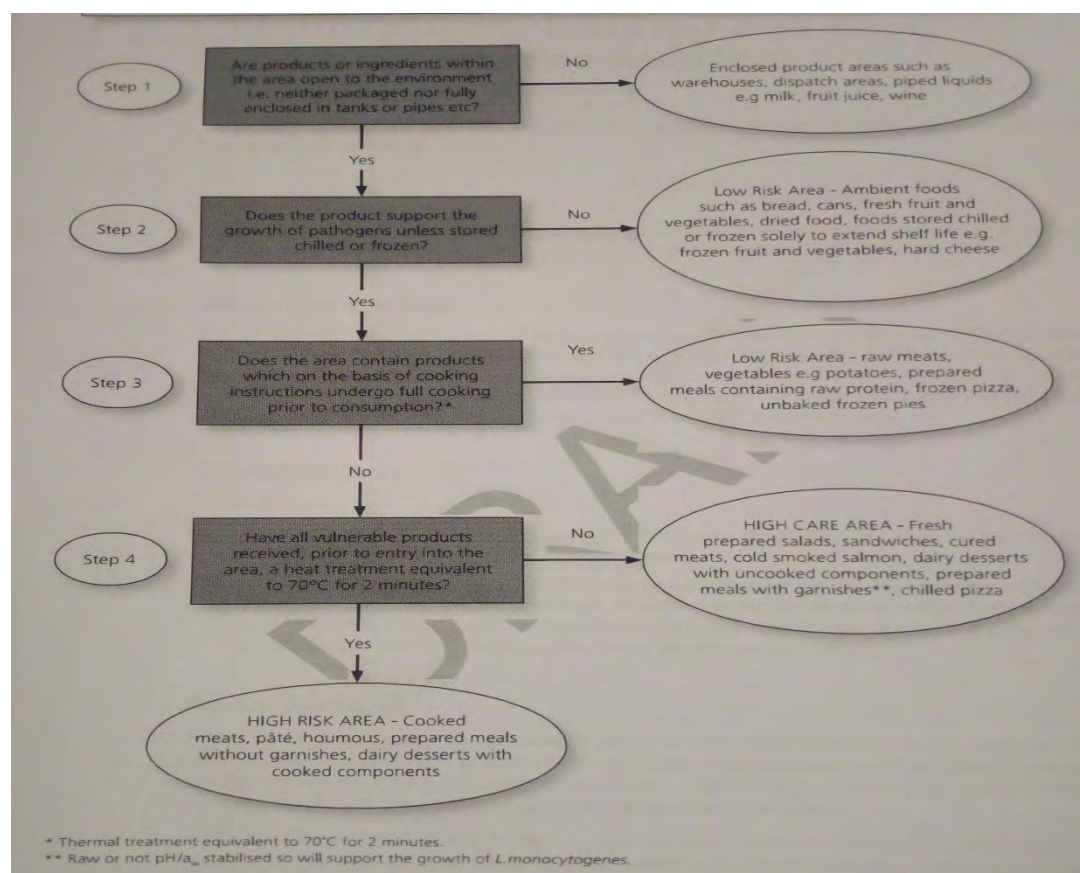 Step 1
Are products or ingredients within
the area open to the environment
i.e. neither packaged nor fully
enclosed in tanks or pipes etc?
No
Enclosed product areas such as
warehouses, dispatch areas, piped liquids
e.g milk, fruit juice, wine
Yes
Step 2
Does the product support the
growth of pathogens unless stored
chilled or frozen?
No
Low Risk Area - Ambient foods
such as bread, cans, fresh fruit and
vegetables, dried food, foods stored chilled
or frozen solely to extend shelf life e.g.
frozen fruit and vegetables, hard cheese
Yes
Step 3
Does the area contain products
which on the basis of cooking
instructions undergo full cooking
prior to consumption?*
Yes
Low Risk Area - raw meats,
vegetables e.g potatoes, prepared
meals containing raw protein, frozen pizza,
unbaked frozen pies
No
Step 4
Have all vulnerable products
received, prior to entry into the
area, a heat treatment equivalent
to 70°C for 2 minutes?
No
HIGH CARE AREA - Fresh
prepared salads, sandwiches, cured
meats, cold smoked salmon, dairy desserts
with uncooked components, prepared
meals with garnishes**, chilled pizza
Yes
HIGH RISK AREA - Cooked
meats, pâté, houmous, prepared meals
without garnishes, dairy desserts with
cooked components
* Thermal treatment equivalent to 70°C for 2 minutes.
** Raw or not pH/a_w stabilised so will support the growth of L.monocytogenes.